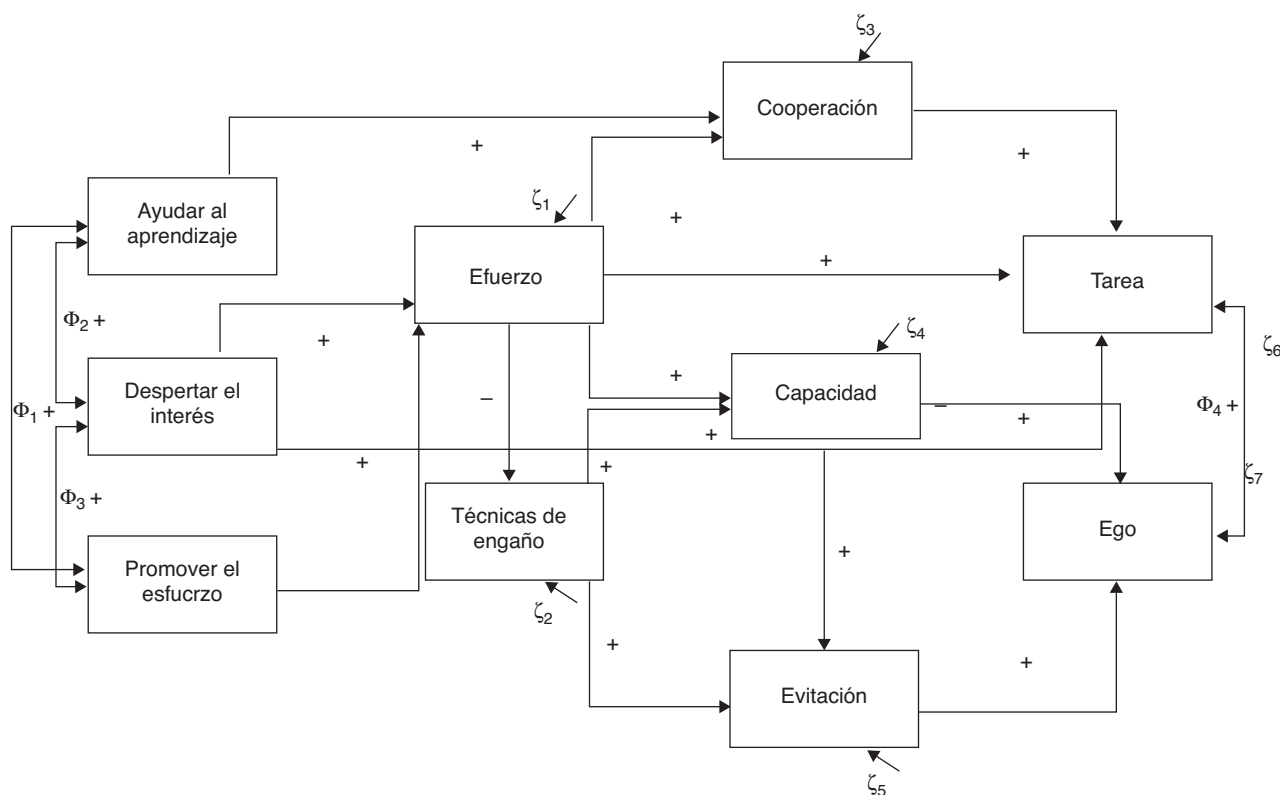 ζ3
Cooperación
+
+
Ayudar al
aprendizaje
ζ1
+
Efuerzo
+
Tarea
Φ2 +
+
ζ4
ζ6
Despertar el
interés
Φ1 +
–
+
Capacidad
–
+
Φ4 +
+
+
+
Φ3 +
ζ7
Técnicas de
engaño
Ego
+
Promover el
esfucrzo
ζ2
+
+
Evitación
ζ5